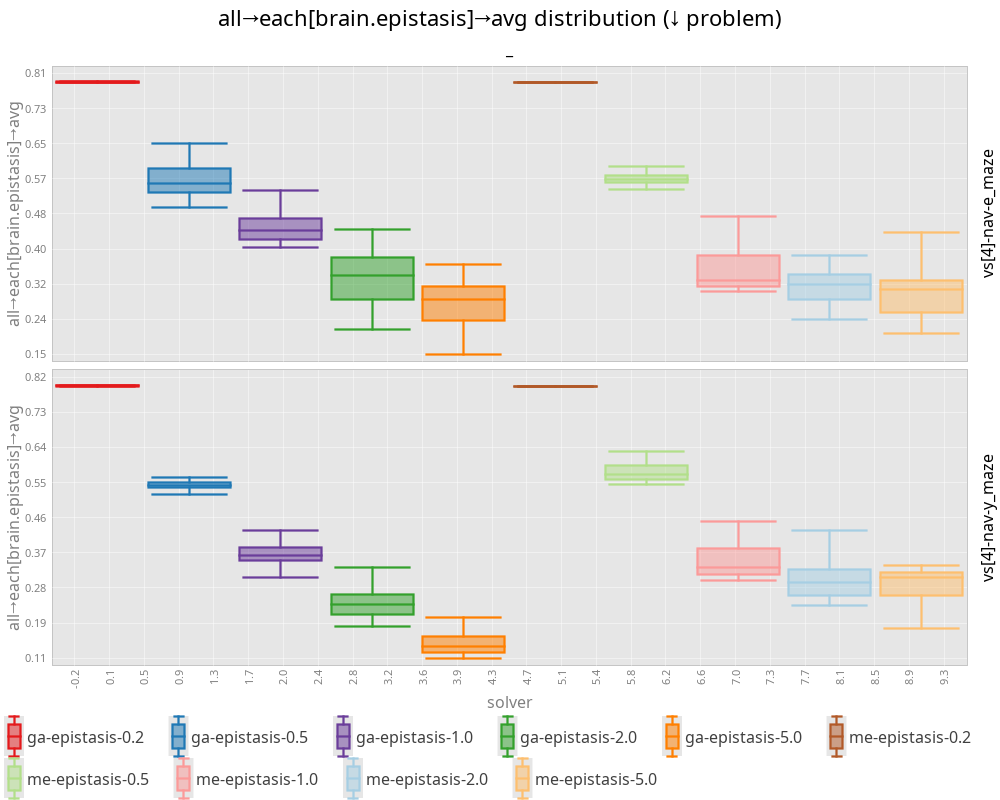 all→each[brain.epistasis]→avg distribution (↓ problem)
–
all→each[brain.epistasis]→avg
0.81
0.73
0.65
0.57
0.48
0.40
0.32
0.24
0.15
vs[4]-nav-e_maze
all→each[brain.epistasis]→avg
0.82
0.73
0.64
0.55
0.46
0.37
0.28
0.19
0.11
vs[4]-nav-y_maze
-0.2 0.1 0.5 0.9 1.3 1.7 2.0 2.4 2.8 3.2 3.6 3.9 4.3 4.7 5.1 5.4 5.8 6.2 6.6 7.0 7.3 7.7 8.1 8.5 8.9 9.3
solver
ga-epistasis-0.2 ga-epistasis-0.5 ga-epistasis-1.0 ga-epistasis-2.0 ga-epistasis-5.0 me-epistasis-0.2
me-epistasis-0.5 me-epistasis-1.0 me-epistasis-2.0 me-epistasis-5.0